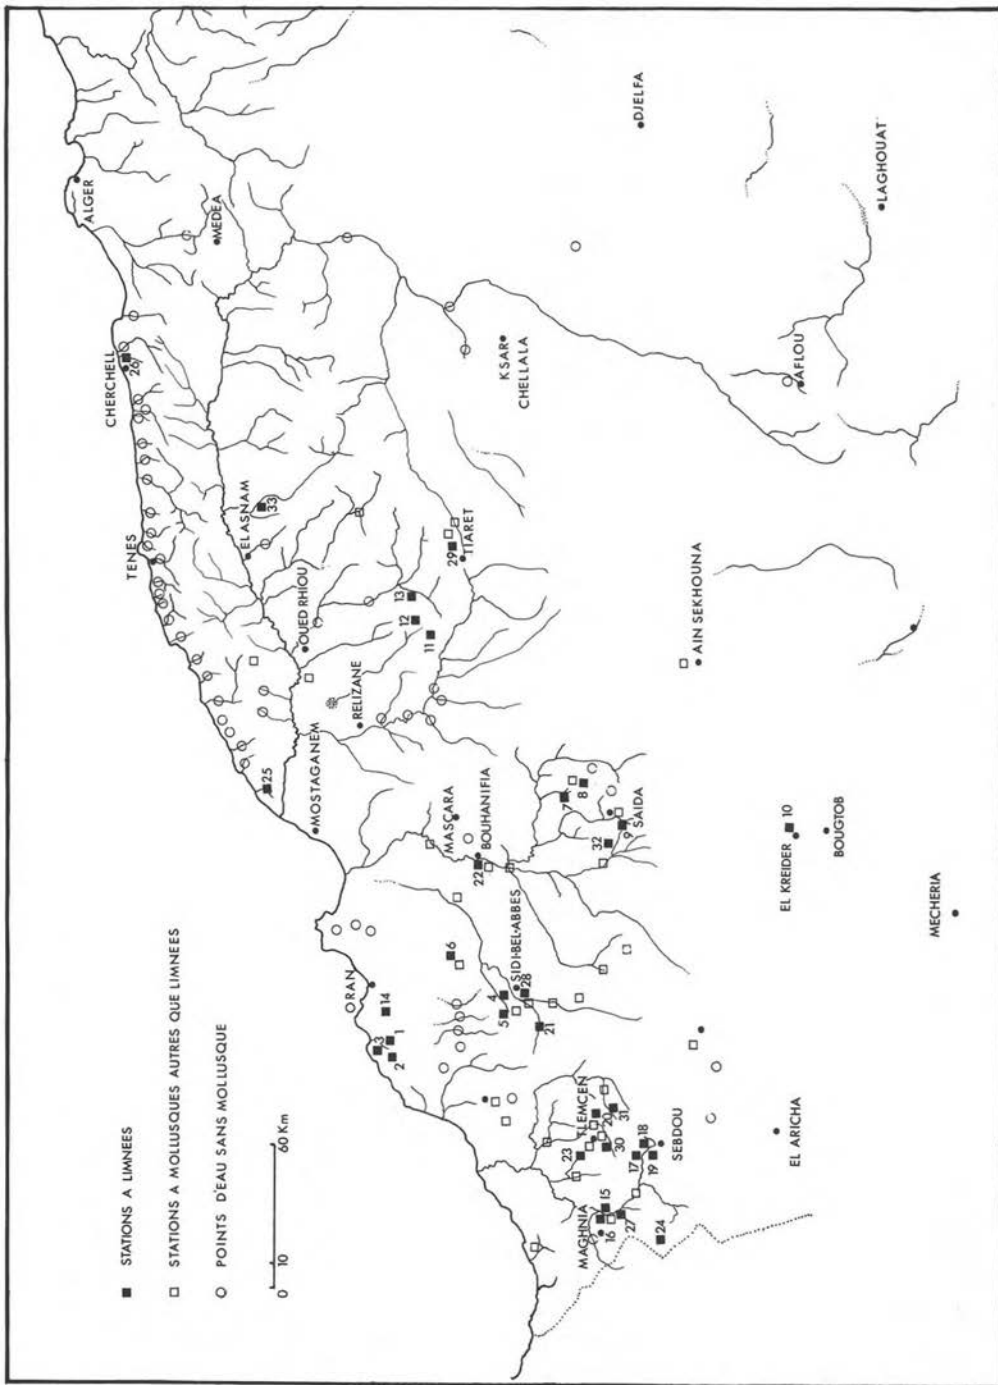 STATIONS A LIMNEES
STATIONS A MOLLUSQUES AUTRES QUE LIMNEES
POINTS D'EAU SANS MOLLUSQUE
0 10 60 Km
ALGER
MEDEA
CHERCHELL
26
TENES
EL ASNAM
33
OUED RHIOU
RELIZANE
MOSTAGANEM
25
DJELFA
LAGHOUAT
KSAR
CHELLALA
AFLOU
29
TIARET
13
12
11
AIN SEKHOUNA
MASCARA
BOUHANIFIA
22
7
8
SAIDA
9
32
EL KREIDER
10
BOUGTOB
MECHERIA
ORAN
14
3
1
2
6
SIDI-BEL-ABBES
4
5
28
21
TLEMCEN
20
31
23
30
17
18
19
SEBDOU
EL ARICHA
MAGHNIA
15
16
27
24